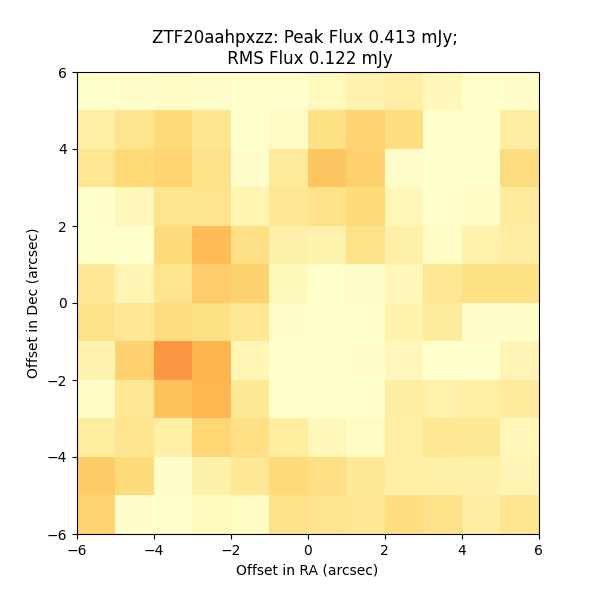 ZTF20aahpxzz: Peak Flux 0.413 mJy;
RMS Flux 0.122 mJy
6
4
2
0
−2
−4
−6
Offset in Dec (arcsec)
−6 −4 −2 0 2 4 6
Offset in RA (arcsec)